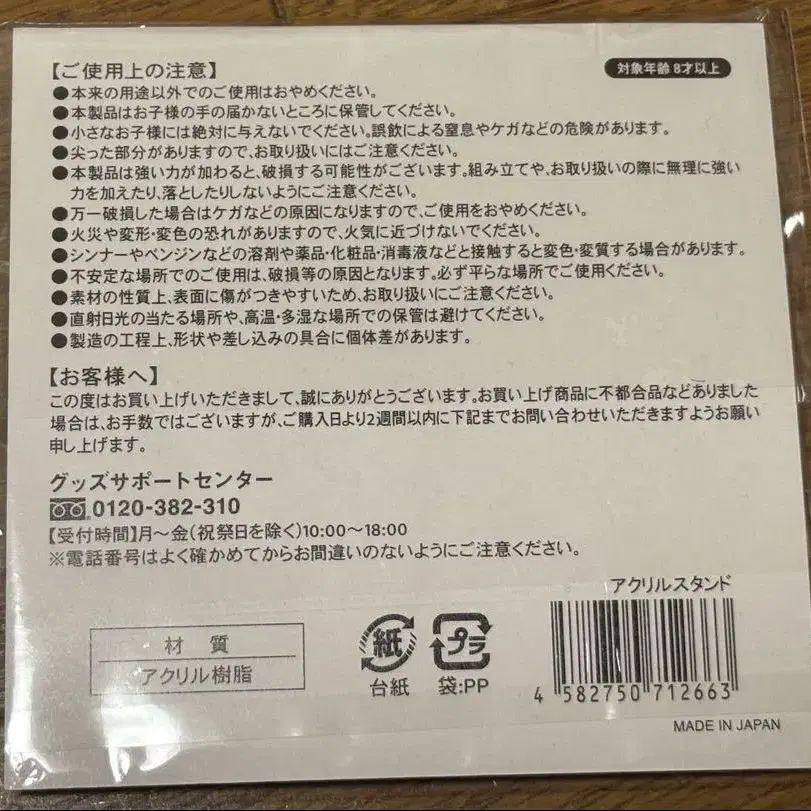 【ご使用上の注意】
対象年齢 8才以上
●本来の用途以外でのご使用はおやめください。
●本製品はお子様の手の届かないところに保管してください。
●小さなお子様には絶対に与えないでください。誤飲による窒息やケガなどの危険があります。
●尖った部分がありますので、お取り扱いにはご注意ください。
●本製品は強い力が加わると、破損する可能性がございます。組み立てや、お取り扱いの際に無理に強い
力を加えたり、落としたりしないようにご注意ください。
●万一破損した場合はケガなどの原因になりますので、ご使用をおやめください。
●火災や変形・変色の恐れがありますので、火気に近づけないでください。
●シンナーやベンジンなどの溶剤や薬品・化粧品・消毒液などと接触すると変色・変質する場合があります。
●不安定な場所でのご使用は、破損等の原因となります。必ず平らな場所でご使用ください。
●素材の性質上、表面に傷がつきやすいため、お取り扱いにご注意ください。
●直射日光の当たる場所や、高温・多湿な場所での保管は避けてください。
●製造の工程上、形状や差し込みの具合に個体差があります。
【お客様へ】
この度はお買い上げいただきまして、誠にありがとうございます。お買い上げ商品に不都合品などありました
場合は、お手数ではございますが、ご購入日より2週間以内に下記までお問い合わせいただきますようお願い
申し上げます。
グッズサポートセンター
0120-382-310
【受付時間】月〜金(祝祭日を除く)10:00〜18:00
※電話番号はよく確かめてからお間違いのないようにご注意ください。
アクリルスタンド
材 質
アクリル樹脂
紙
台紙
プラ
袋:PP
4 582750 712663
MADE IN JAPAN